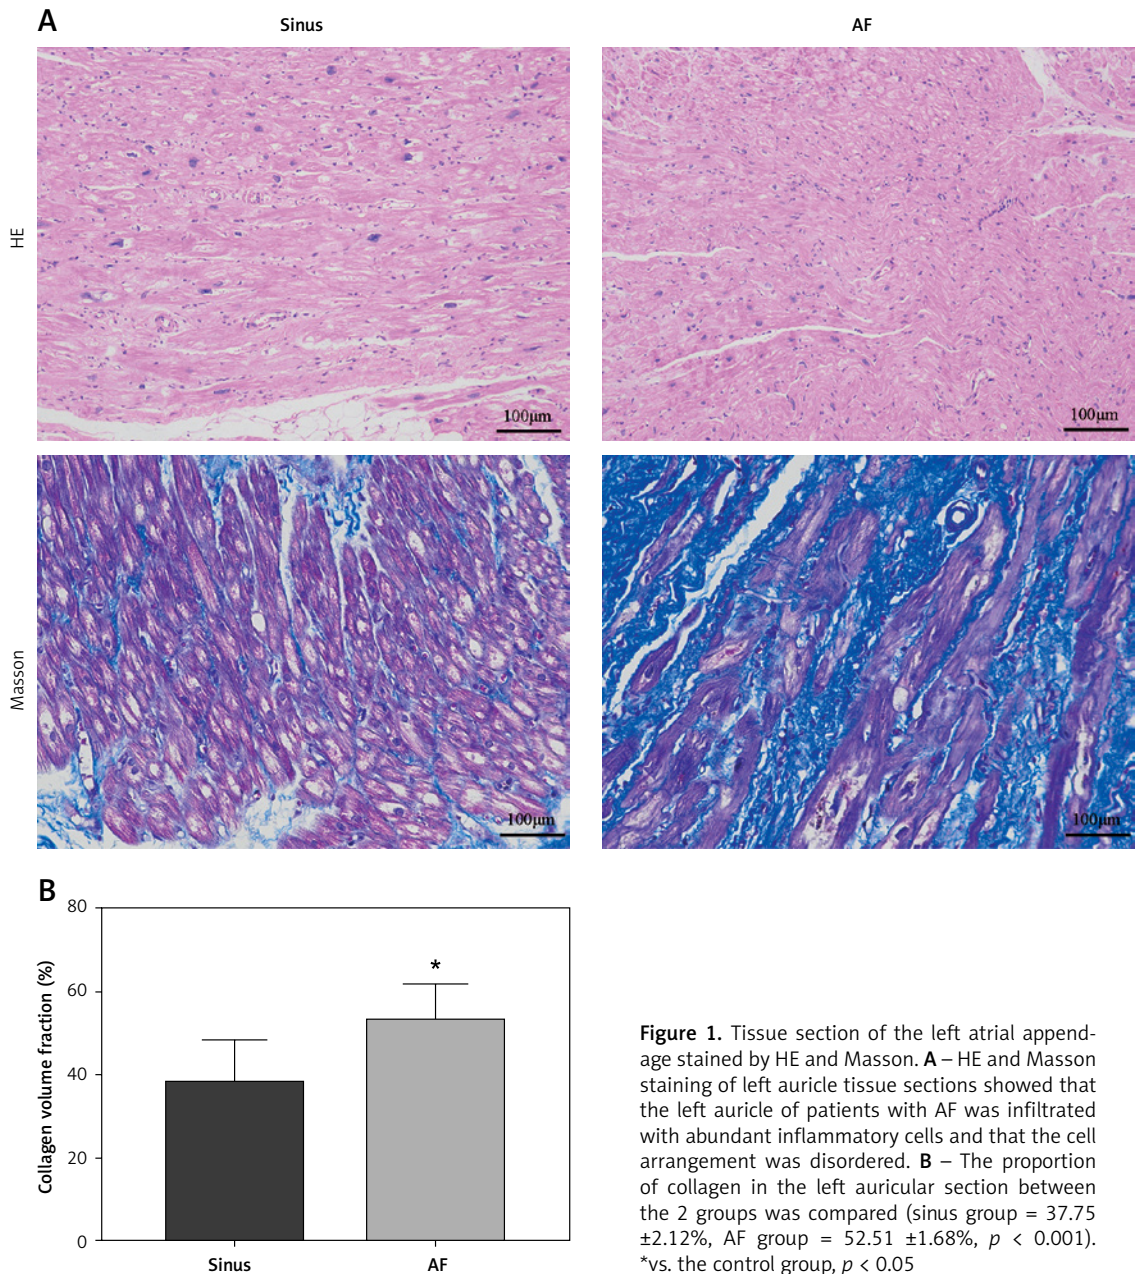 A
Sinus
AF
HE
100µm
100µm
Masson
100µm
100µm
B
Collagen volume fraction (%)
80
60
40
20
0
*
Sinus
AF
Figure 1. Tissue section of the left atrial append-
age stained by HE and Masson. A – HE and Masson
staining of left auricle tissue sections showed that
the left auricle of patients with AF was infiltrated
with abundant inflammatory cells and that the cell
arrangement was disordered. B – The proportion
of collagen in the left auricular section between
the 2 groups was compared (sinus group = 37.75
±2.12%, AF group = 52.51 ±1.68%, p < 0.001).
*vs. the control group, p < 0.05